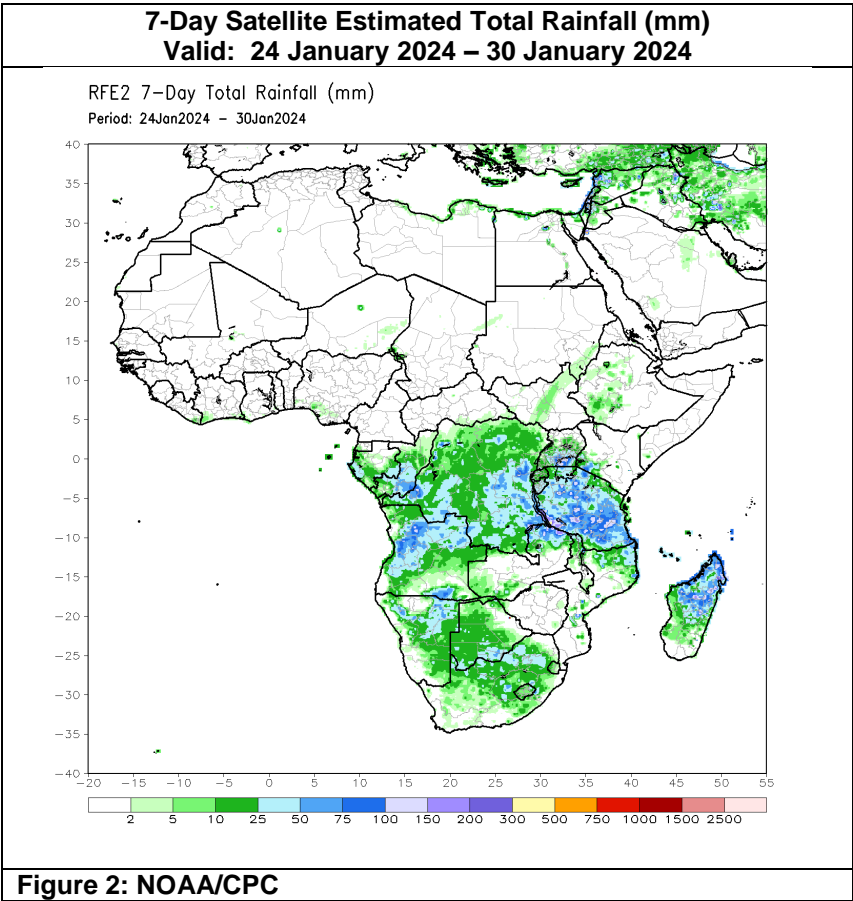 7-Day Satellite Estimated Total Rainfall (mm)
Valid:  24 January 2024 – 30 January 2024
RFE2 7-Day Total Rainfall (mm)
Period: 24Jan2024 - 30Jan2024
40
35
30
25
20
15
10
5
0
-5
-10
-15
-20
-25
-30
-35
-40
-20 -15 -10 -5 0 5 10 15 20 25 30 35 40 45 50 55
2 5 10 25 50 75 100 150 200 300 500 750 1000 1500 2500
Figure 2: NOAA/CPC